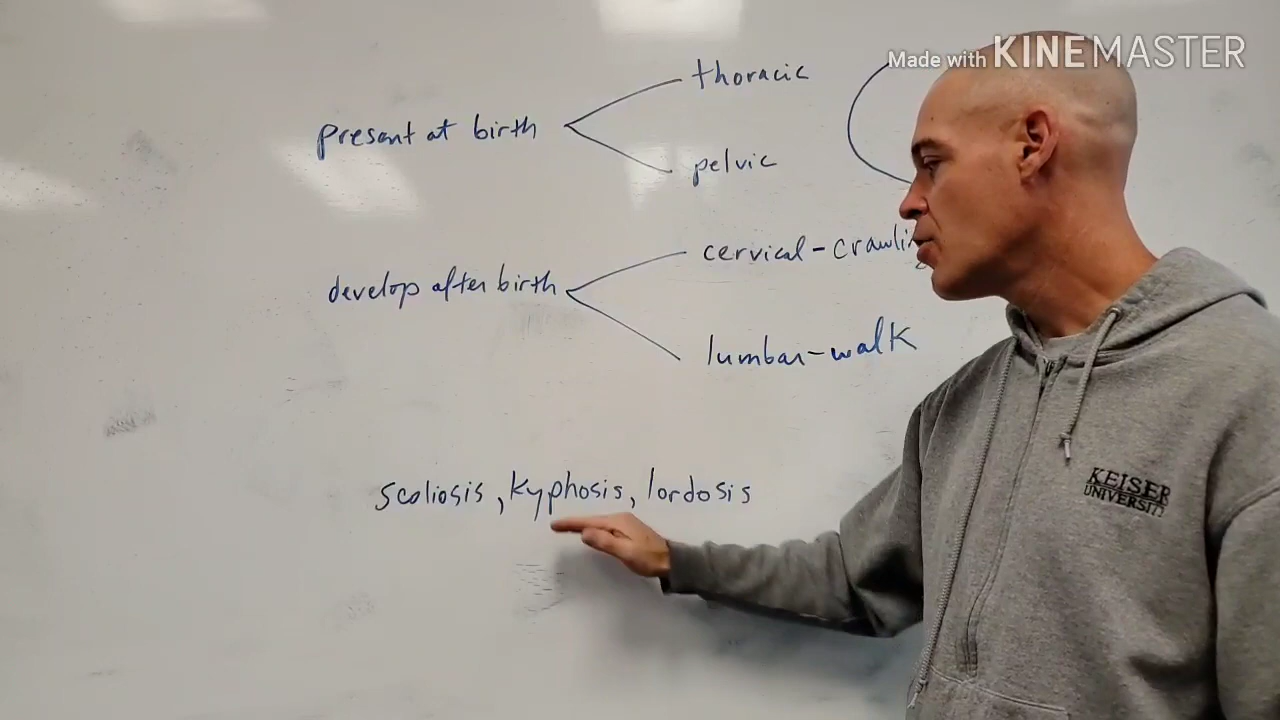 Made with KINEMASTER
thoracic
present at birth
pelvic
cervical-crawling
develop after birth
lumbar-walk
scoliosis, kyphosis, lordosis
KEISER
UNIVERSITY